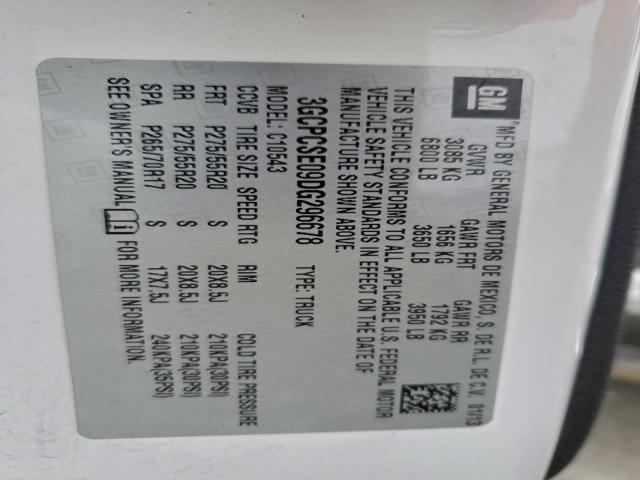 GM
MFD BY GENERAL MOTORS DE MEXICO, S. DE R.L. DE C.V. 01/13
GVWR GAWR FRT GAWR RR
3085 KG 1656 KG 1792 KG
6800 LB 3650 LB 3950 LB
THIS VEHICLE CONFORMS TO ALL APPLICABLE U.S. FEDERAL MOTOR
VEHICLE SAFETY STANDARDS IN EFFECT ON THE DATE OF
MANUFACTURE SHOWN ABOVE.
3GCPCSE09DG296678 TYPE: TRUCK
MODEL: C10543
CCVB TIRE SIZE SPEED RTG RIM COLD TIRE PRESSURE
FRT P275/55R20 S 20X8.5J 210KPA(30PSI)
RR P275/55R20 S 20X8.5J 210KPA(30PSI)
SPA P265/70R17 S 17X7.5J 240KPA(35PSI)
SEE OWNER'S MANUAL FOR MORE INFORMATION.